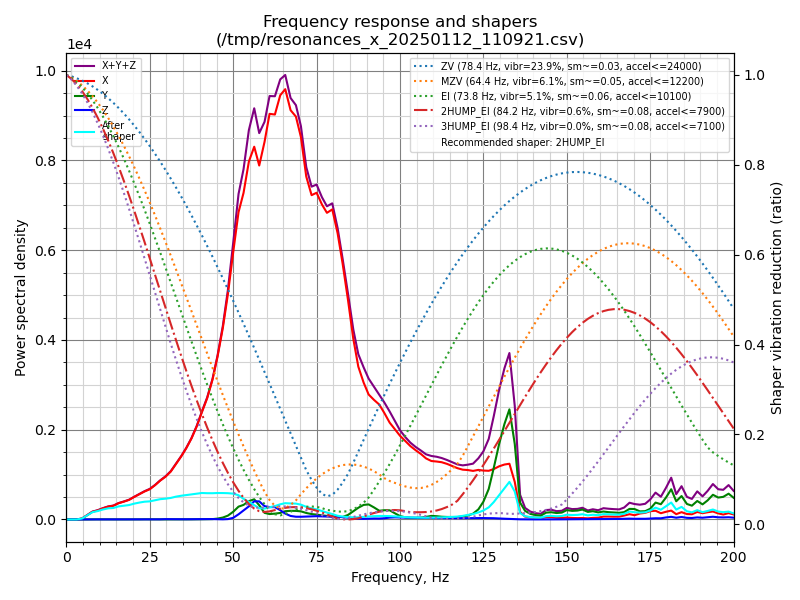 Frequency response and shapers
(/tmp/resonances_x_20250112_110921.csv)
1e4
X+Y+Z
X
Y
Z
After
shaper
ZV (78.4 Hz, vibr=23.9%, sm~=0.03, accel<=24000)
MZV (64.4 Hz, vibr=6.1%, sm~=0.05, accel<=12200)
EI (73.8 Hz, vibr=5.1%, sm~=0.06, accel<=10100)
2HUMP_EI (84.2 Hz, vibr=0.6%, sm~=0.08, accel<=7900)
3HUMP_EI (98.4 Hz, vibr=0.0%, sm~=0.08, accel<=7100)
Recommended shaper: 2HUMP_EI
Power spectral density
1.0
0.8
0.6
0.4
0.2
0.0
1.0
0.8
0.6
0.4
0.2
0.0
Shaper vibration reduction (ratio)
0 25 50 75 100 125 150 175 200
Frequency, Hz